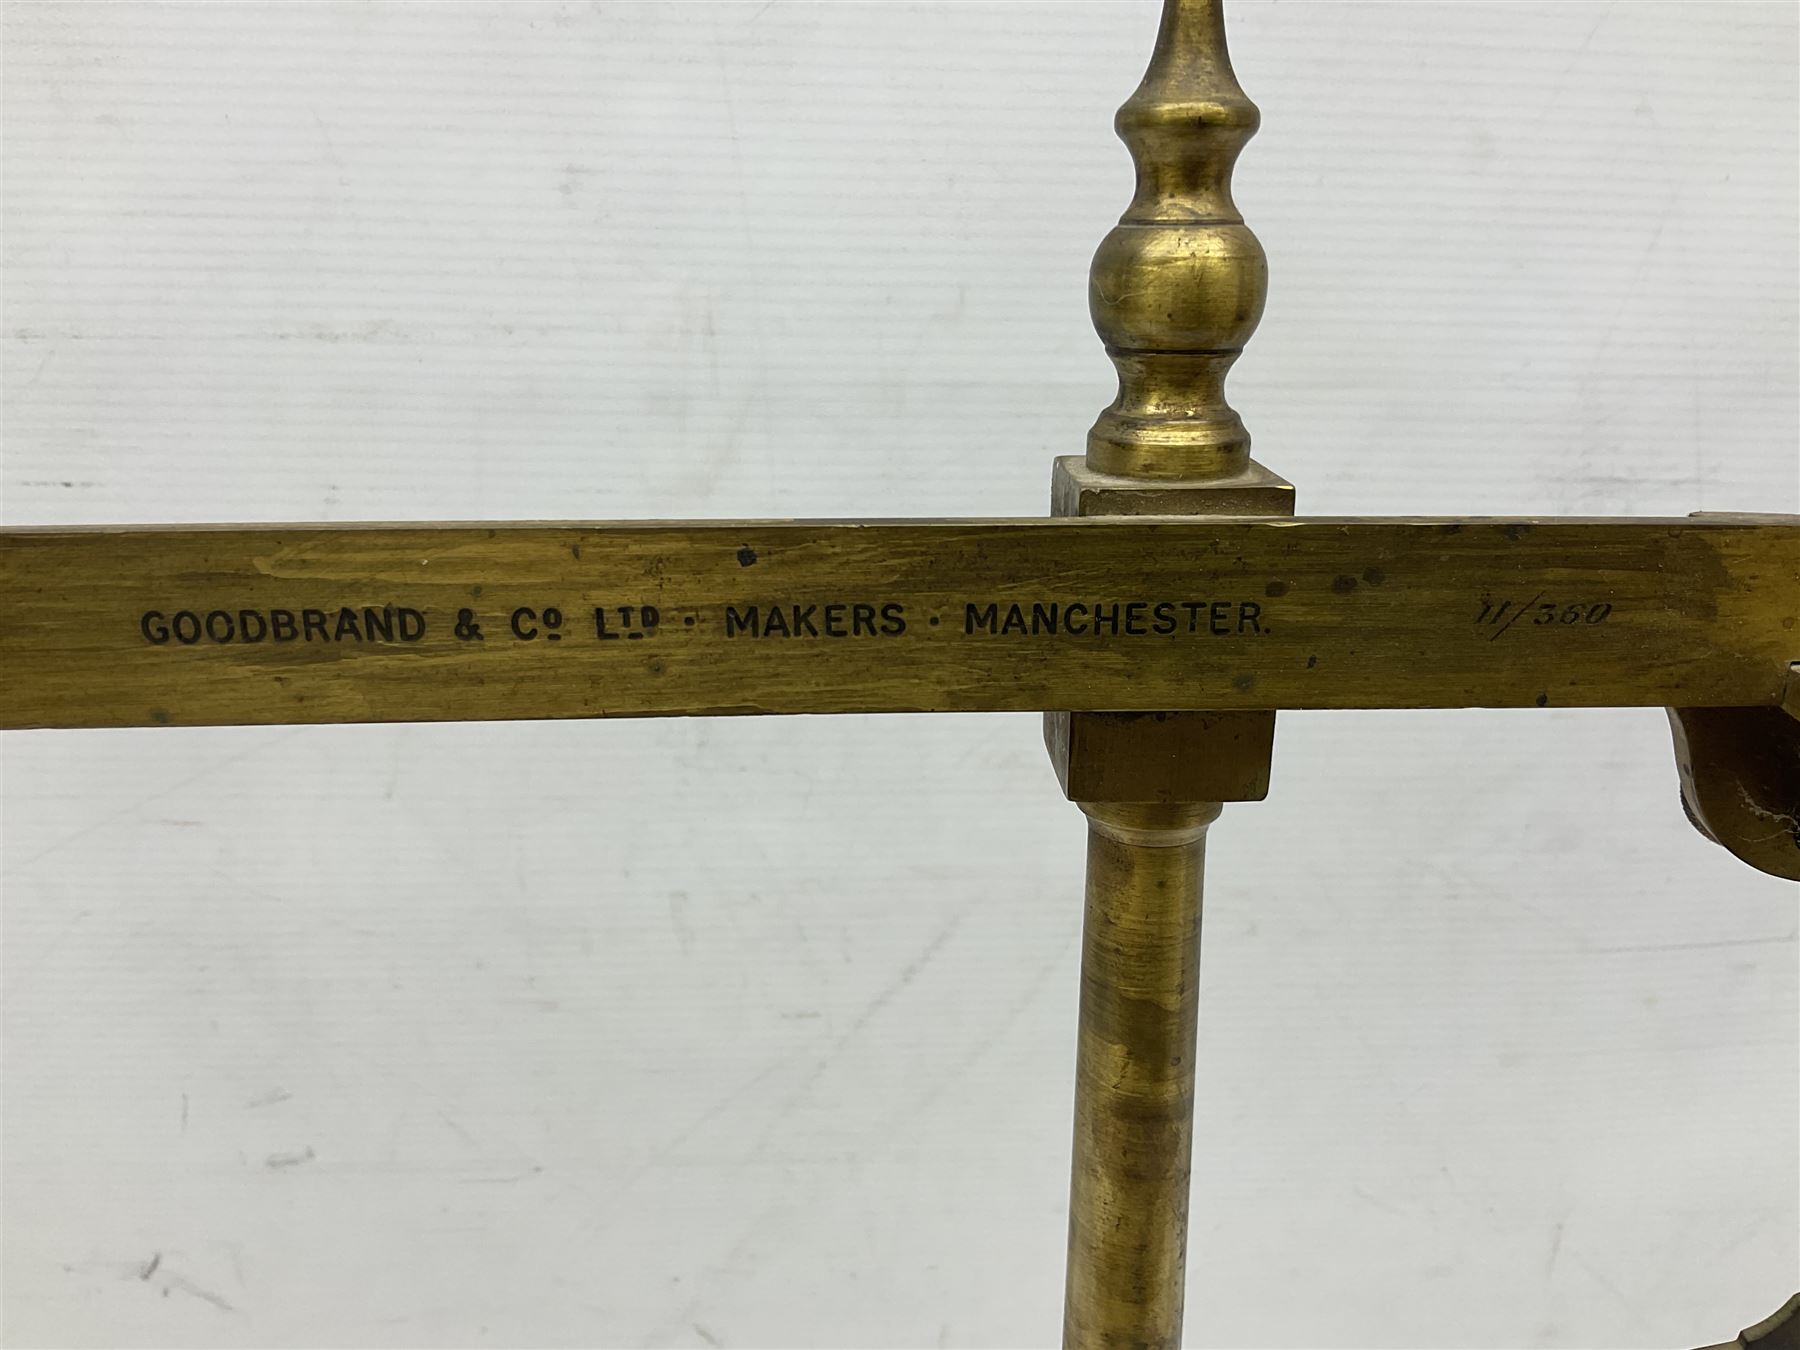 GOODBRAND & Cº LTD · MAKERS · MANCHESTER. 11/360